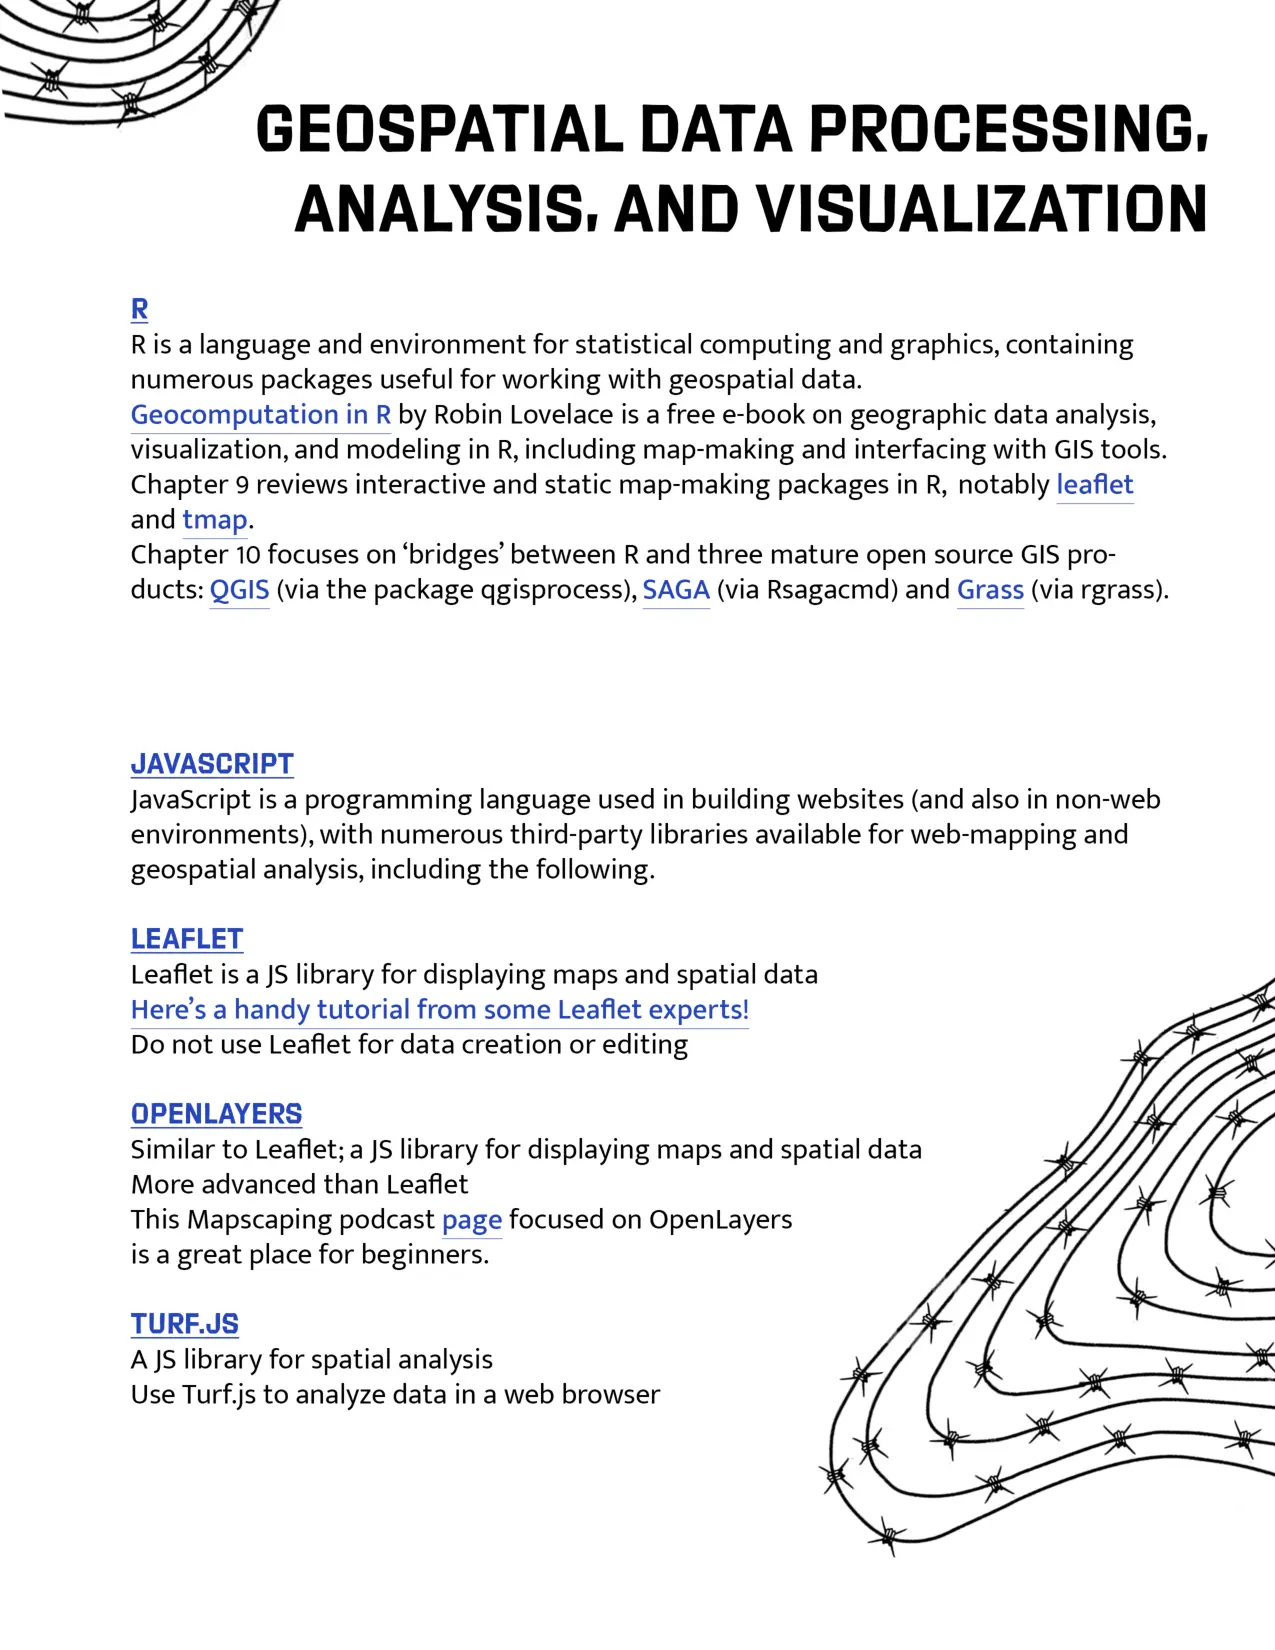 GEOSPATIAL DATA PROCESSING,
ANALYSIS, AND VISUALIZATION
R
R is a language and environment for statistical computing and graphics, containing
numerous packages useful for working with geospatial data.
Geocomputation in R by Robin Lovelace is a free e-book on geographic data analysis,
visualization, and modeling in R, including map-making and interfacing with GIS tools.
Chapter 9 reviews interactive and static map-making packages in R, notably leaflet
and tmap.
Chapter 10 focuses on ‘bridges’ between R and three mature open source GIS pro-
ducts: QGIS (via the package qgisprocess), SAGA (via Rsagacmd) and Grass (via rgrass).
JAVASCRIPT
JavaScript is a programming language used in building websites (and also in non-web
environments), with numerous third-party libraries available for web-mapping and
geospatial analysis, including the following.
LEAFLET
Leaflet is a JS library for displaying maps and spatial data
Here’s a handy tutorial from some Leaflet experts!
Do not use Leaflet for data creation or editing
OPENLAYERS
Similar to Leaflet; a JS library for displaying maps and spatial data
More advanced than Leaflet
This Mapscaping podcast page focused on OpenLayers
is a great place for beginners.
TURF.JS
A JS library for spatial analysis
Use Turf.js to analyze data in a web browser